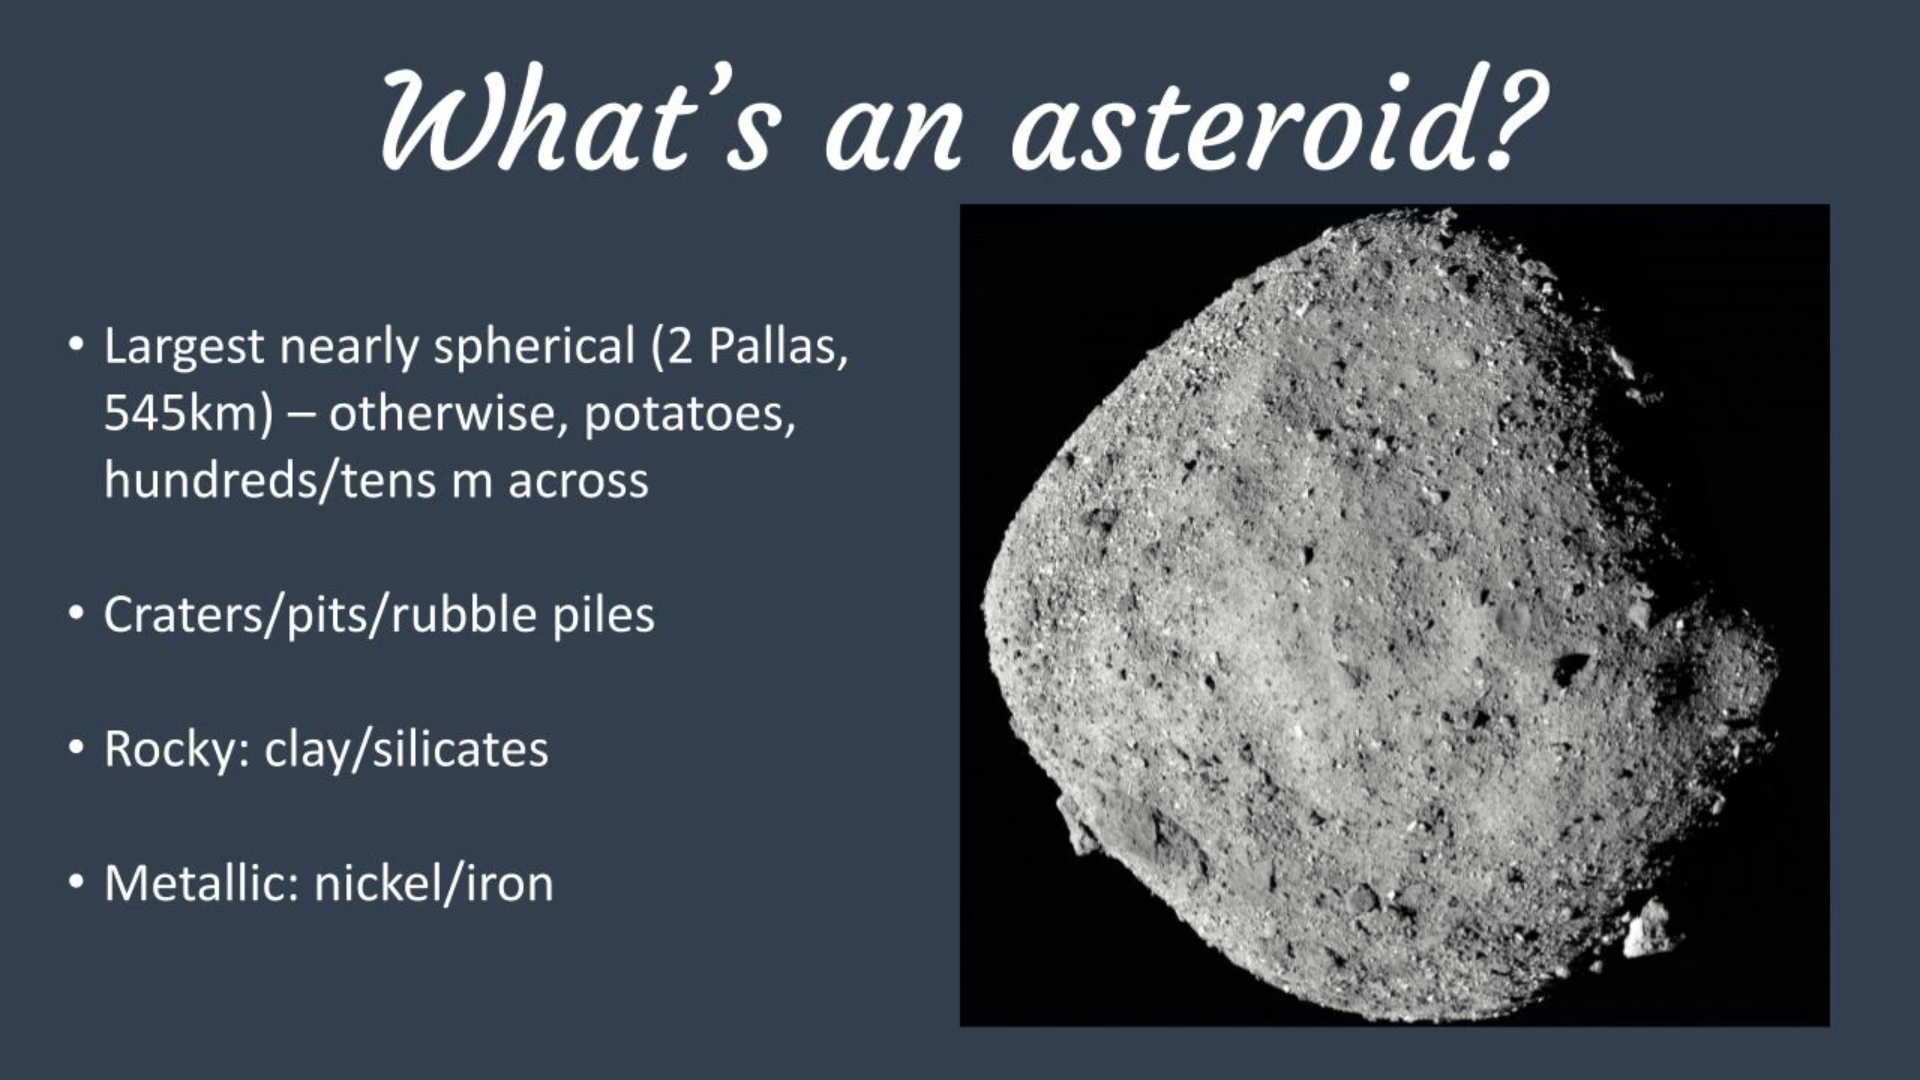 What’s an asteroid?
• Largest nearly spherical (2 Pallas,
545km) – otherwise, potatoes,
hundreds/tens m across
• Craters/pits/rubble piles
• Rocky: clay/silicates
• Metallic: nickel/iron